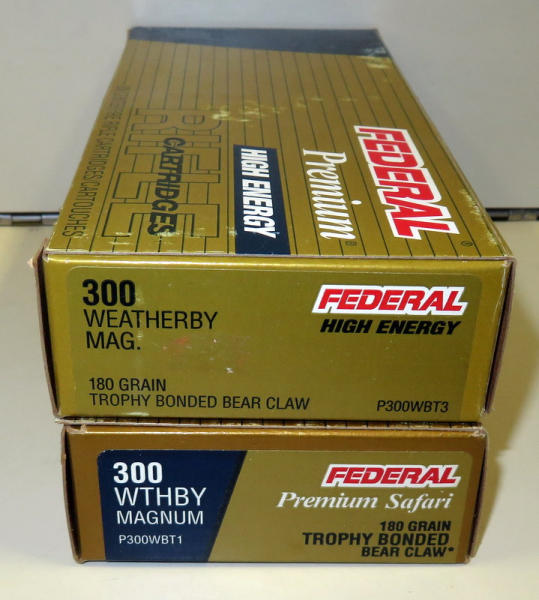 FEDERAL®
Premium®
HIGH ENERGY
RIFLE
CARTRIDGES
300
WEATHERBY
MAG.
FEDERAL
HIGH ENERGY
180 GRAIN
TROPHY BONDED BEAR CLAW
P300WBT3
300
WTHBY
MAGNUM
P300WBT1
FEDERAL
Premium Safari
180 GRAIN
TROPHY BONDED
BEAR CLAW*